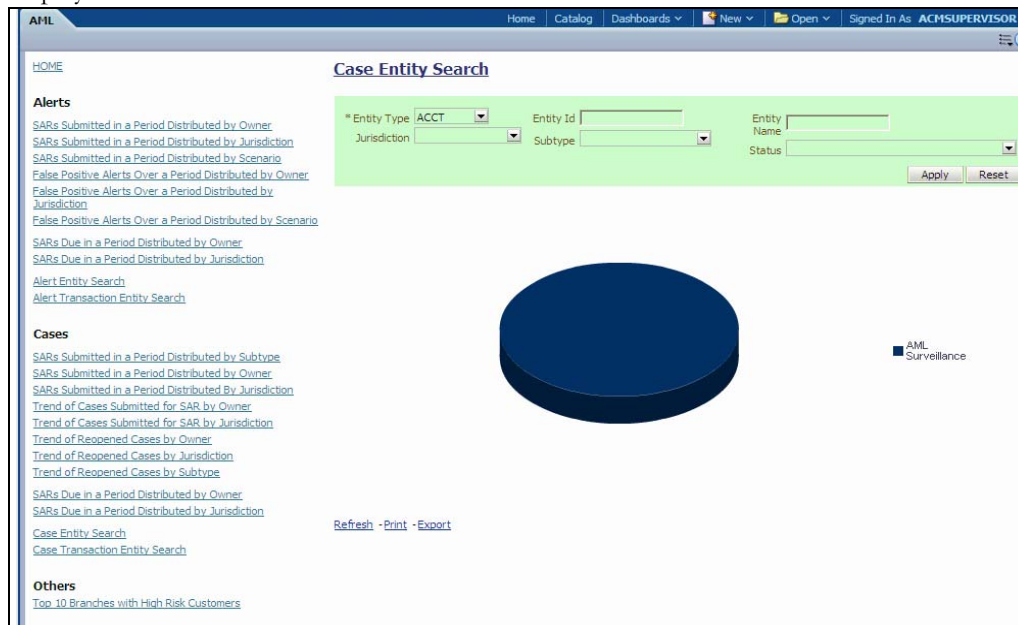 AML
Home Catalog Dashboards New Open Signed In As ACMSUPERVISOR
HOME
Alerts
SARs Submitted in a Period Distributed by Owner
SARs Submitted in a Period Distributed by Jurisdiction
SARs Submitted in a Period Distributed by Scenario
False Positive Alerts Over a Period Distributed by Owner
False Positive Alerts Over a Period Distributed by
Jurisdiction
False Positive Alerts Over a Period Distributed by Scenario
SARs Due in a Period Distributed by Owner
SARs Due in a Period Distributed by Jurisdiction
Alert Entity Search
Alert Transaction Entity Search
Cases
SARs Submitted in a Period Distributed by Subtype
SARs Submitted in a Period Distributed by Owner
SARs Submitted in a Period Distributed By Jurisdiction
Trend of Cases Submitted for SAR by Owner
Trend of Cases Submitted for SAR by Jurisdiction
Trend of Reopened Cases by Owner
Trend of Reopened Cases by Jurisdiction
Trend of Reopened Cases by Subtype
SARs Due in a Period Distributed by Owner
SARs Due in a Period Distributed by Jurisdiction
Case Entity Search
Case Transaction Entity Search
Others
Top 10 Branches with High Risk Customers
Case Entity Search
* Entity Type ACCT Entity Id Entity
Name
Jurisdiction Subtype Status
Apply Reset
AML
Surveillance
Refresh - Print - Export